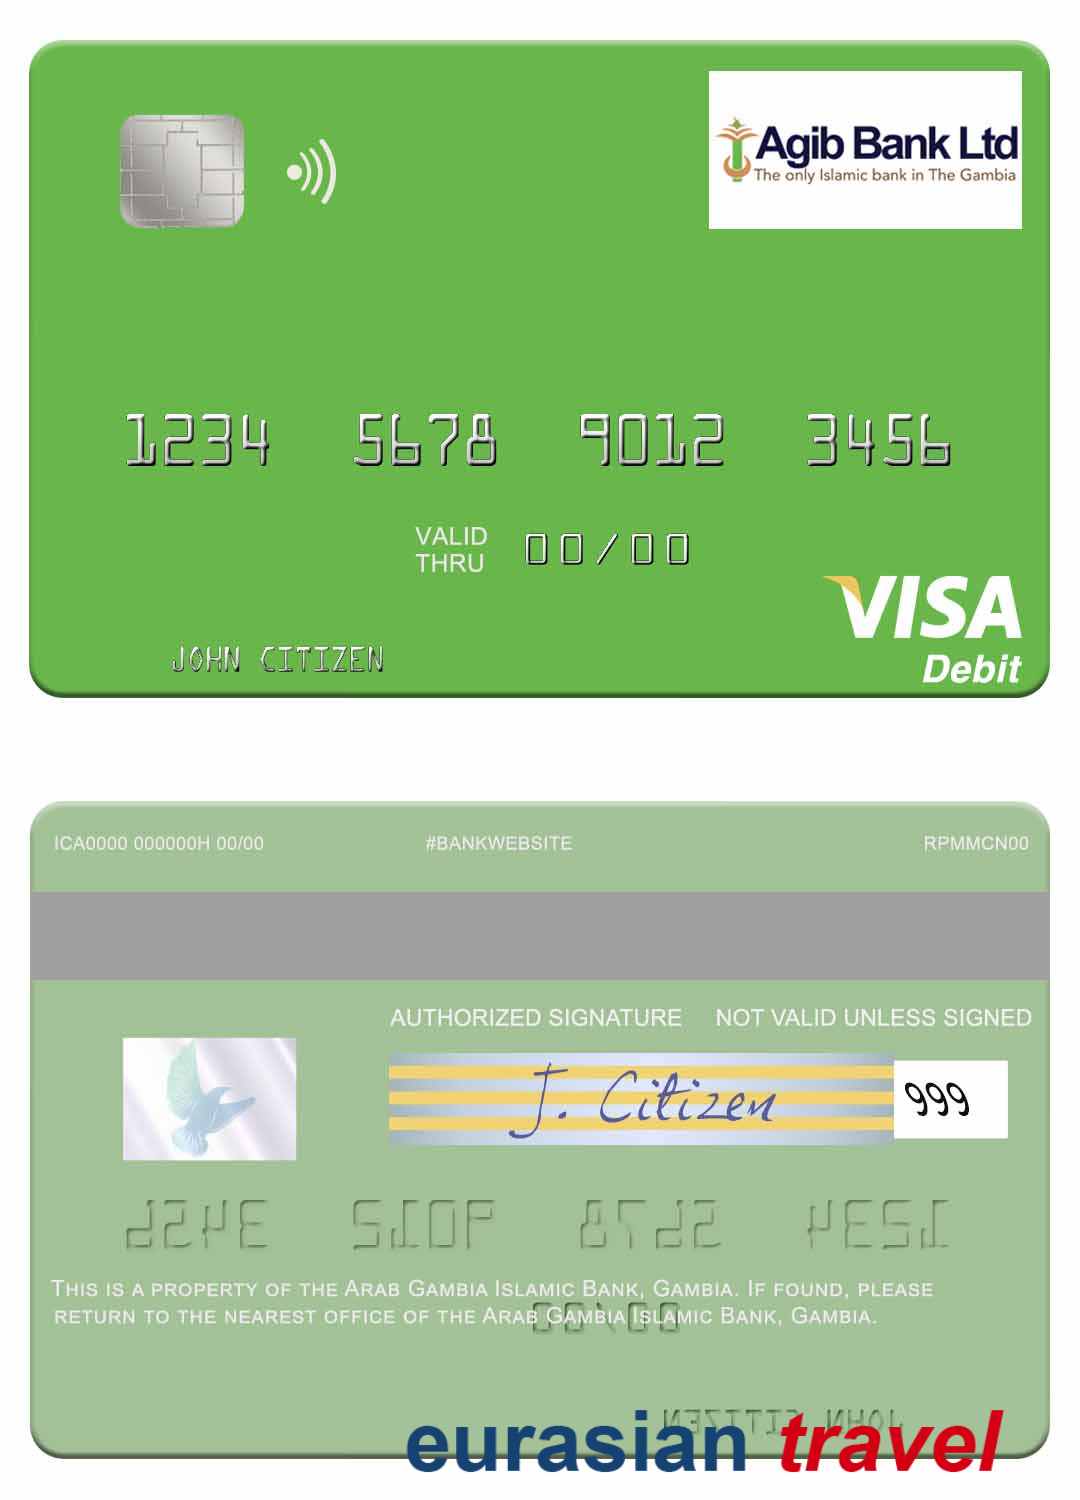 Agib Bank Ltd
The only Islamic bank in The Gambia
1234 5678 9012 3456
VALID
THRU
00/00
JOHN CITIZEN
VISA
Debit
ICA0000 000000H 00/00 #BANKWEBSITE RPMMCN00
AUTHORIZED SIGNATURE NOT VALID UNLESS SIGNED
J. Citizen
999
THIS IS A PROPERTY OF THE ARAB GAMBIA ISLAMIC BANK, GAMBIA. IF FOUND, PLEASE
RETURN TO THE NEAREST OFFICE OF THE ARAB GAMBIA ISLAMIC BANK, GAMBIA.
eurasian travel